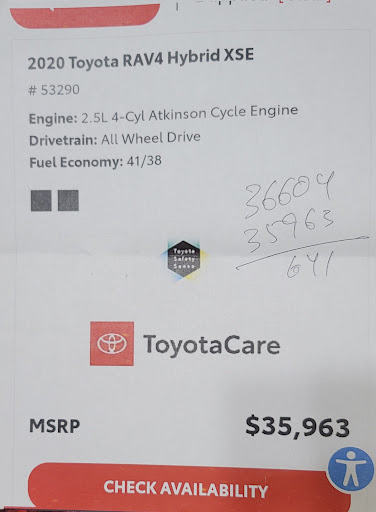 2020 Toyota RAV4 Hybrid XSE
# 53290
Engine: 2.5L 4-Cyl Atkinson Cycle Engine
Drivetrain: All Wheel Drive
Fuel Economy: 41/38
36604
35963
641
Toyota
Safety
Sense
ToyotaCare
MSRP $35,963
CHECK AVAILABILITY